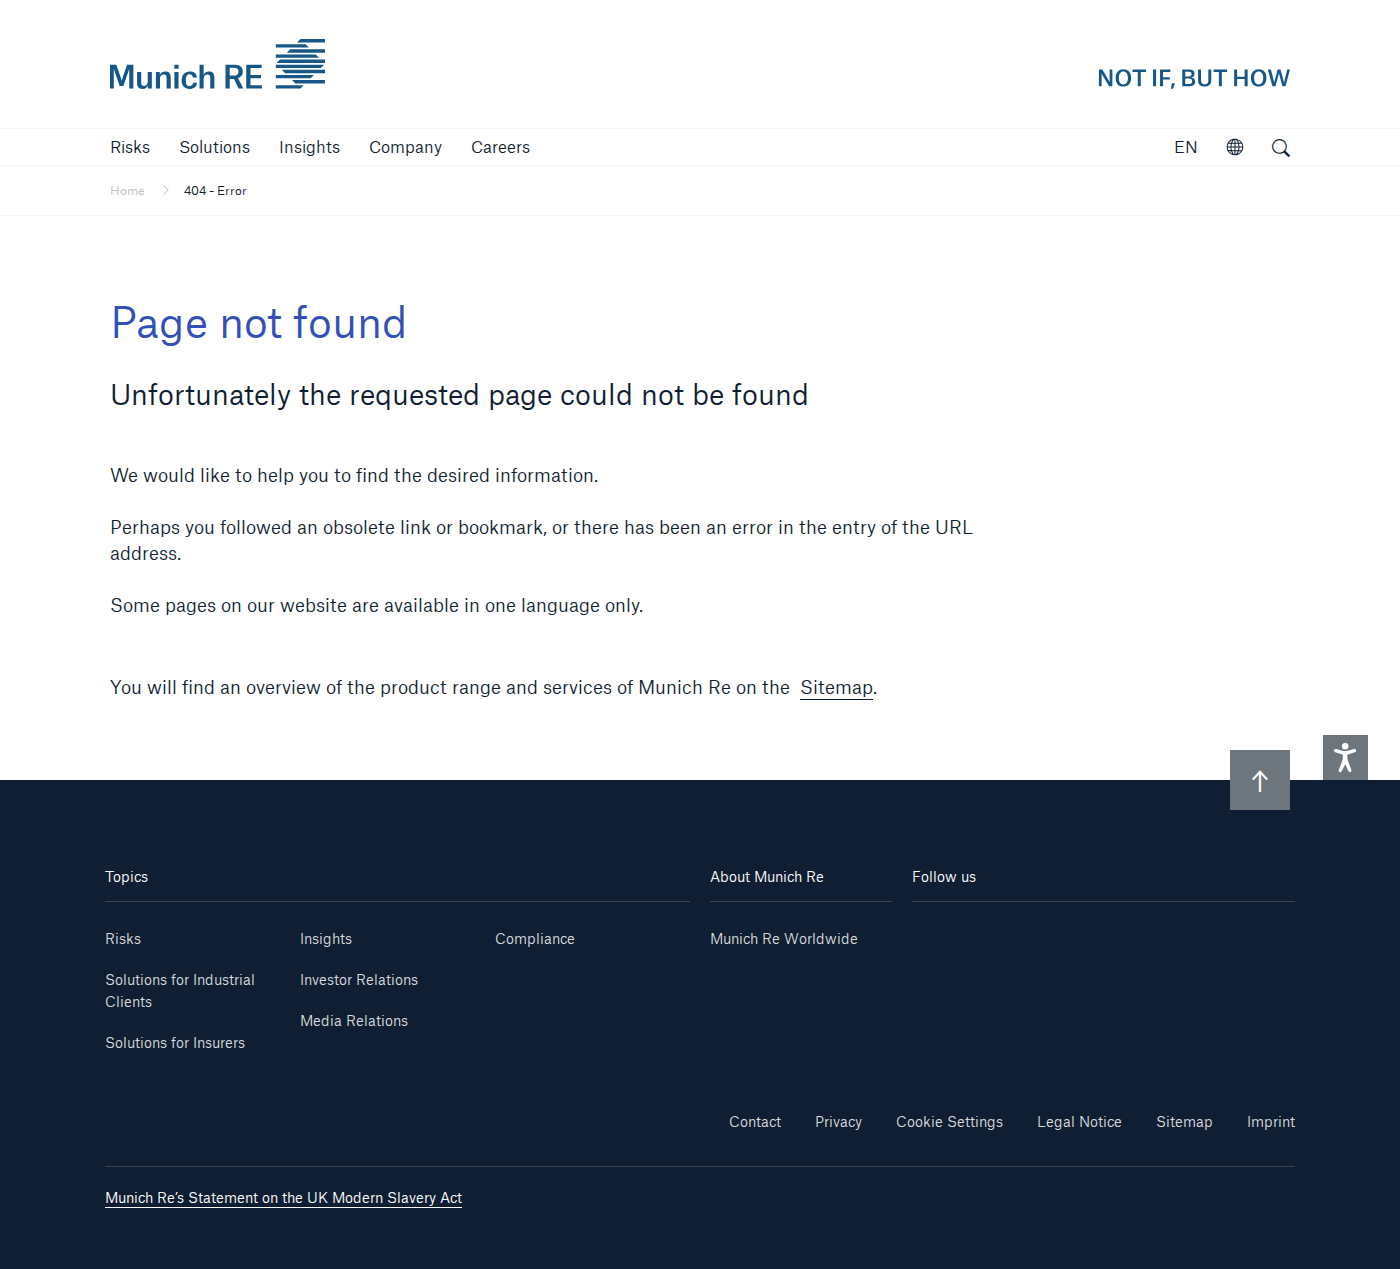 Munich RE
NOT IF, BUT HOW
Risks Solutions Insights Company Careers EN
Home 404 - Error
Page not found
Unfortunately the requested page could not be found
We would like to help you to find the desired information.
Perhaps you followed an obsolete link or bookmark, or there has been an error in the entry of the URL
address.
Some pages on our website are available in one language only.
You will find an overview of the product range and services of Munich Re on the Sitemap.
Topics
About Munich Re
Follow us
Risks
Solutions for Industrial
Clients
Solutions for Insurers
Insights
Investor Relations
Media Relations
Compliance
Munich Re Worldwide
Contact Privacy Cookie Settings Legal Notice Sitemap Imprint
Munich Re’s Statement on the UK Modern Slavery Act